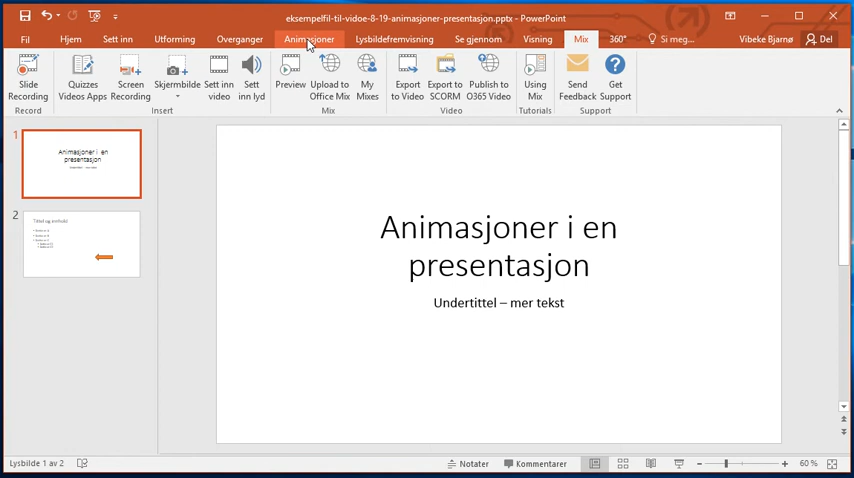 eksempelfil-til-vidoe-8-19-animasjoner-presentasjon.pptx - PowerPoint
Fil Hjem Sett inn Utforming Overganger Animasjoner Lysbildefremvisning Se gjennom Visning Mix 360° Si meg... Vibeke Bjarnø Del
Slide Recording
Quizzes Videos Apps
Screen Recording
Skjermbilde
Sett inn video
Sett inn lyd
Preview
Upload to Office Mix
My Mixes
Export to Video
Export to SCORM
Publish to O365 Video
Using Mix
Send Feedback
Get Support
Record Insert Mix Video Tutorials Support
1
Animasjoner i en
presentasjon
2
Tittel og innhold
Animasjoner i en
presentasjon
Undertittel – mer tekst
Lysbilde 1 av 2 Notater Kommentarer 60 %